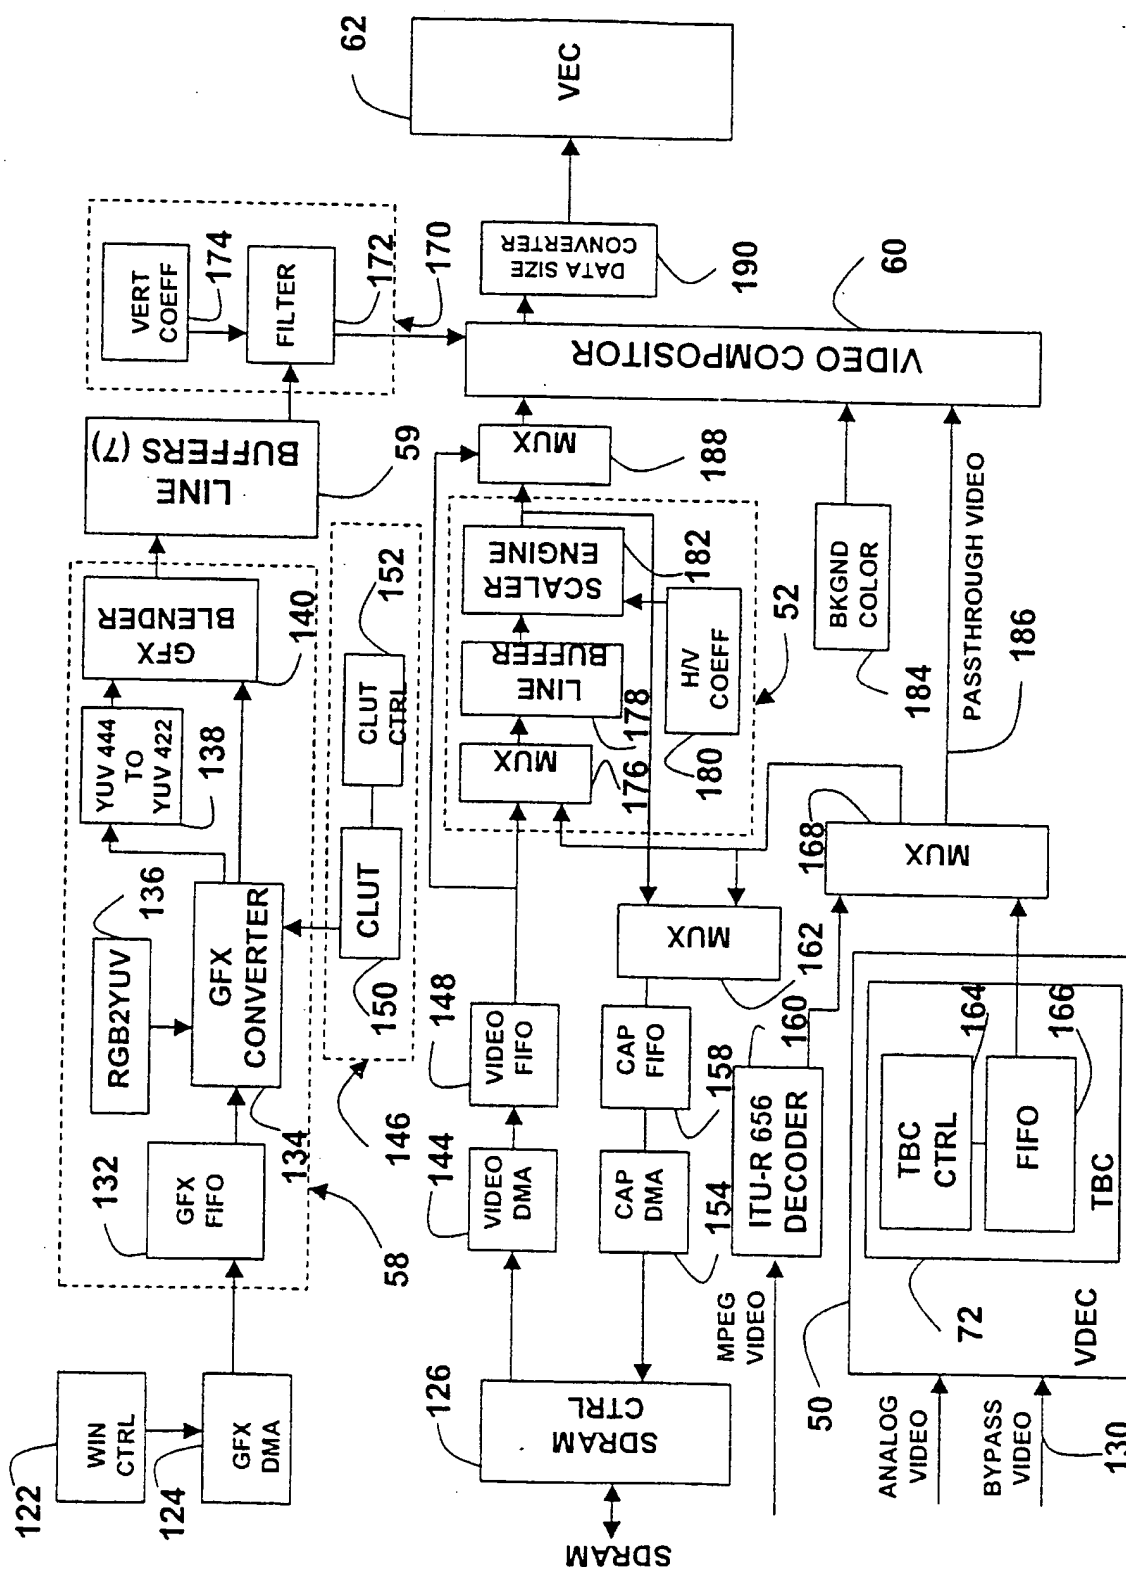 122
WIN
CTRL
124
GFX
DMA
132
GFX
FIFO
58
RGB2YUV
136
GFX
CONVERTER
134
YUV 444
TO
YUV 422
138
GFX
BLENDER
140
LINE
BUFFERS (7)
59
VERT
COEFF
174
FILTER
172
170
CLUT
150
CLUT
CTRL
152
146
SDRAM
SDRAM
CTRL
126
VIDEO
DMA
144
VIDEO
FIFO
148
CAP
DMA
154
CAP
FIFO
158
MUX
162
MUX
176
LINE
BUFFER
178
SCALER
ENGINE
182
H/V
COEFF
180
52
MUX
188
VIDEO COMPOSITOR
60
DATA SIZE
CONVERTER
190
VEC
62
MPEG
VIDEO
ITU-R 656
DECODER
160
ANALOG
VIDEO
BYPASS
VIDEO
130
50
VDEC
72
TBC
TBC
CTRL
164
FIFO
166
MUX
168
BKGND
COLOR
184
PASSTHROUGH VIDEO
186